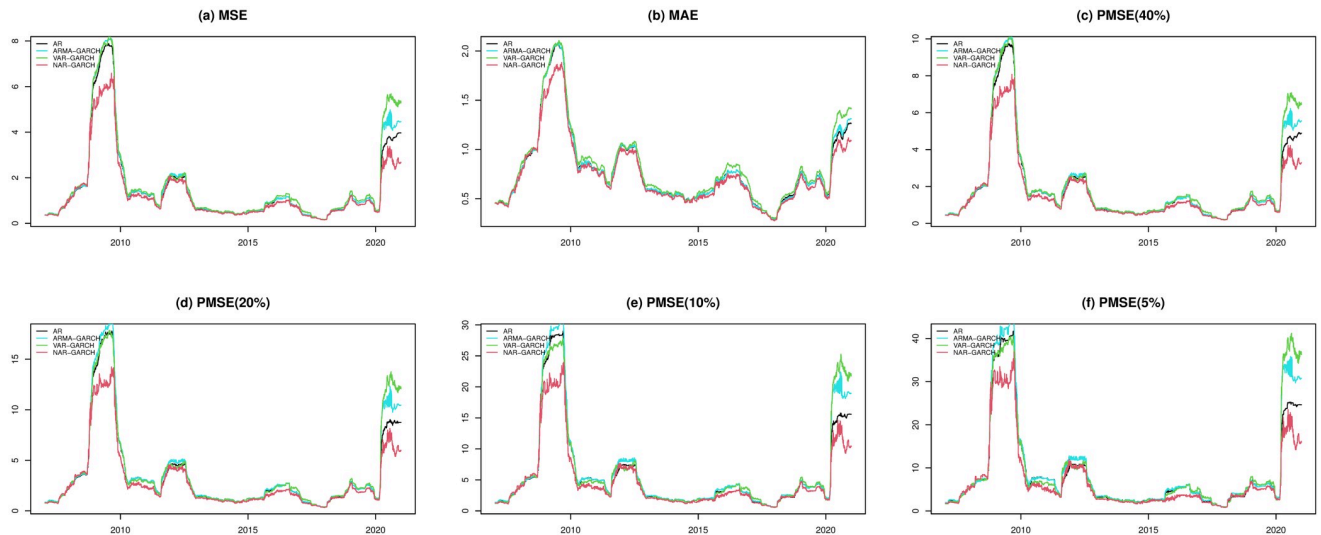 (a) MSE
AR
ARMA−GARCH
VAR−GARCH
NAR−GARCH
0 2 4 6 8
2010 2015 2020
(b) MAE
AR
ARMA−GARCH
VAR−GARCH
NAR−GARCH
0.5 1.0 1.5 2.0
2010 2015 2020
(c) PMSE(40%)
AR
ARMA−GARCH
VAR−GARCH
NAR−GARCH
0 2 4 6 8 10
2010 2015 2020
(d) PMSE(20%)
AR
ARMA−GARCH
VAR−GARCH
NAR−GARCH
0 5 10 15
2010 2015 2020
(e) PMSE(10%)
AR
ARMA−GARCH
VAR−GARCH
NAR−GARCH
0 5 10 15 20 25 30
2010 2015 2020
(f) PMSE(5%)
AR
ARMA−GARCH
VAR−GARCH
NAR−GARCH
0 10 20 30 40
2010 2015 2020